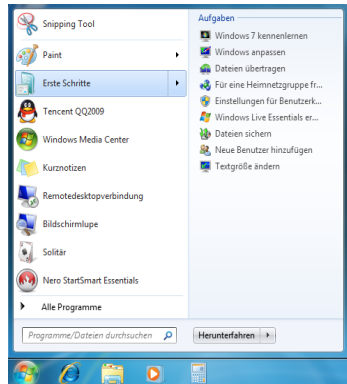 Snipping Tool
Paint
Erste Schritte
Tencent QQ2009
Windows Media Center
Kurznotizen
Remotedesktopverbindung
Bildschirmlupe
Solitär
Nero StartSmart Essentials
Alle Programme
Programme/Dateien durchsuchen
Aufgaben
Windows 7 kennenlernen
Windows anpassen
Dateien übertragen
Für eine Heimnetzgruppe fr...
Einstellungen für Benutzerk...
Windows Live Essentials er...
Dateien sichern
Neue Benutzer hinzufügen
Textgröße ändern
Herunterfahren